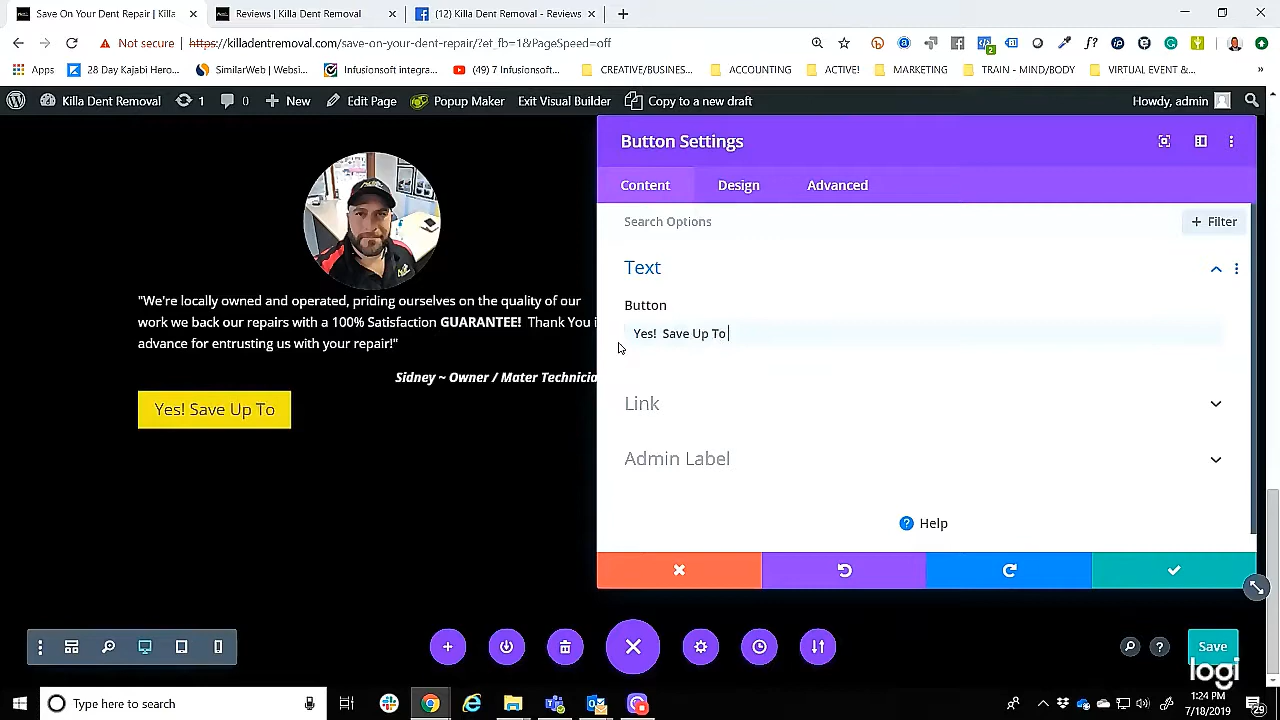 Save On Your Dent Repair | Killa
Reviews | Killa Dent Removal
(12) Killa Dent Removal - Reviews
Not secure | https://killadentremoval.com/save-on-your-dent-repair/?et_fb=1&PageSpeed=off
Apps 28 Day Kajabi Hero... SimilarWeb | Websi... Infusionsoft integra... (49) 7 Infusionsoft... CREATIVE/BUSINES... ACCOUNTING ACTIVE! MARKETING TRAIN - MIND/BODY VIRTUAL EVENT &... »
Killa Dent Removal 1 0 New Edit Page Popup Maker Exit Visual Builder Copy to a new draft Howdy, admin
Button Settings
Content Design Advanced
Search Options + Filter
Text
Button
Yes!  Save Up To
Link
Admin Label
Help
"We're locally owned and operated, priding ourselves on the quality of our
work we back our repairs with a 100% Satisfaction GUARANTEE!  Thank You i
advance for entrusting us with your repair!"
Sidney ~ Owner / Mater Technicia
Yes! Save Up To
Save
logi
Type here to search
1:24 PM
7/18/2019
29